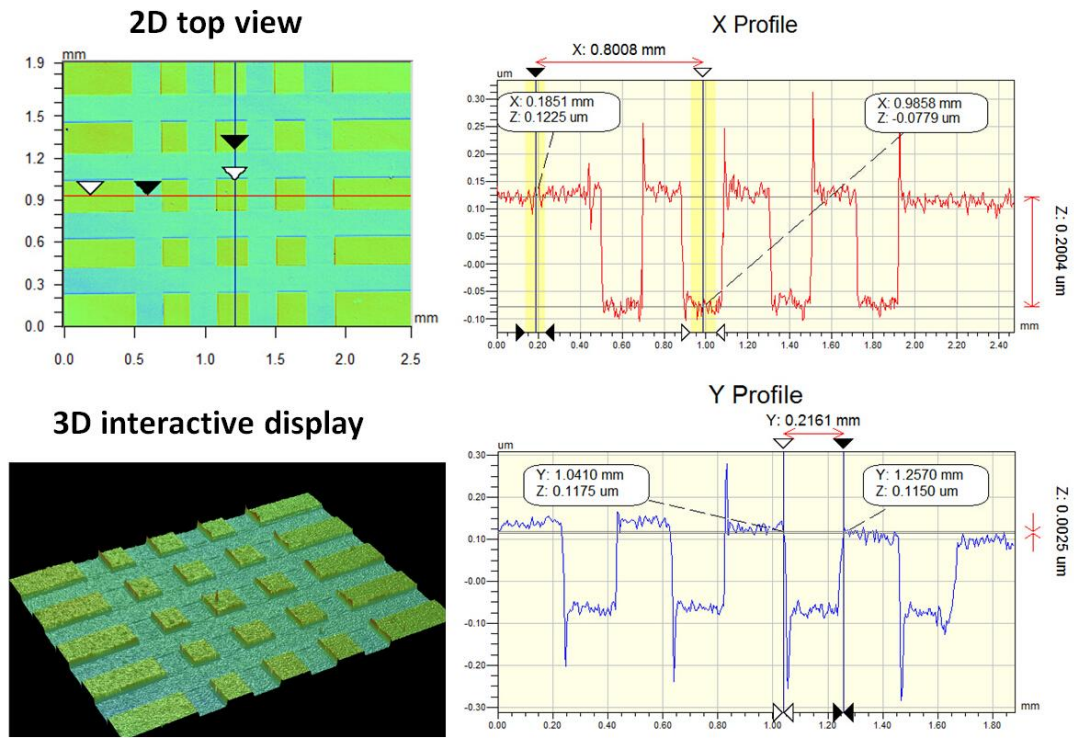 2D top view
mm
1.9
1.5
1.2
0.9
0.6
0.3
0.0
mm
0.0 0.5 1.0 1.5 2.0 2.5
X Profile
X: 0.8008 mm
um
X: 0.1851 mm
Z: 0.1225 um
X: 0.9858 mm
Z: -0.0779 um
0.30
0.25
0.20
0.15
0.10
0.05
-0.00
-0.05
-0.10
Z: 0.2004 um
mm
0.00 0.20 0.40 0.60 0.80 1.00 1.20 1.40 1.60 1.80 2.00 2.20 2.40
3D interactive display
Y Profile
Y: 0.2161 mm
um
Y: 1.0410 mm
Z: 0.1175 um
Y: 1.2570 mm
Z: 0.1150 um
0.30
0.20
0.10
-0.00
-0.10
-0.20
-0.30
Z: 0.0025 um
mm
0.00 0.20 0.40 0.60 0.80 1.00 1.20 1.40 1.60 1.80